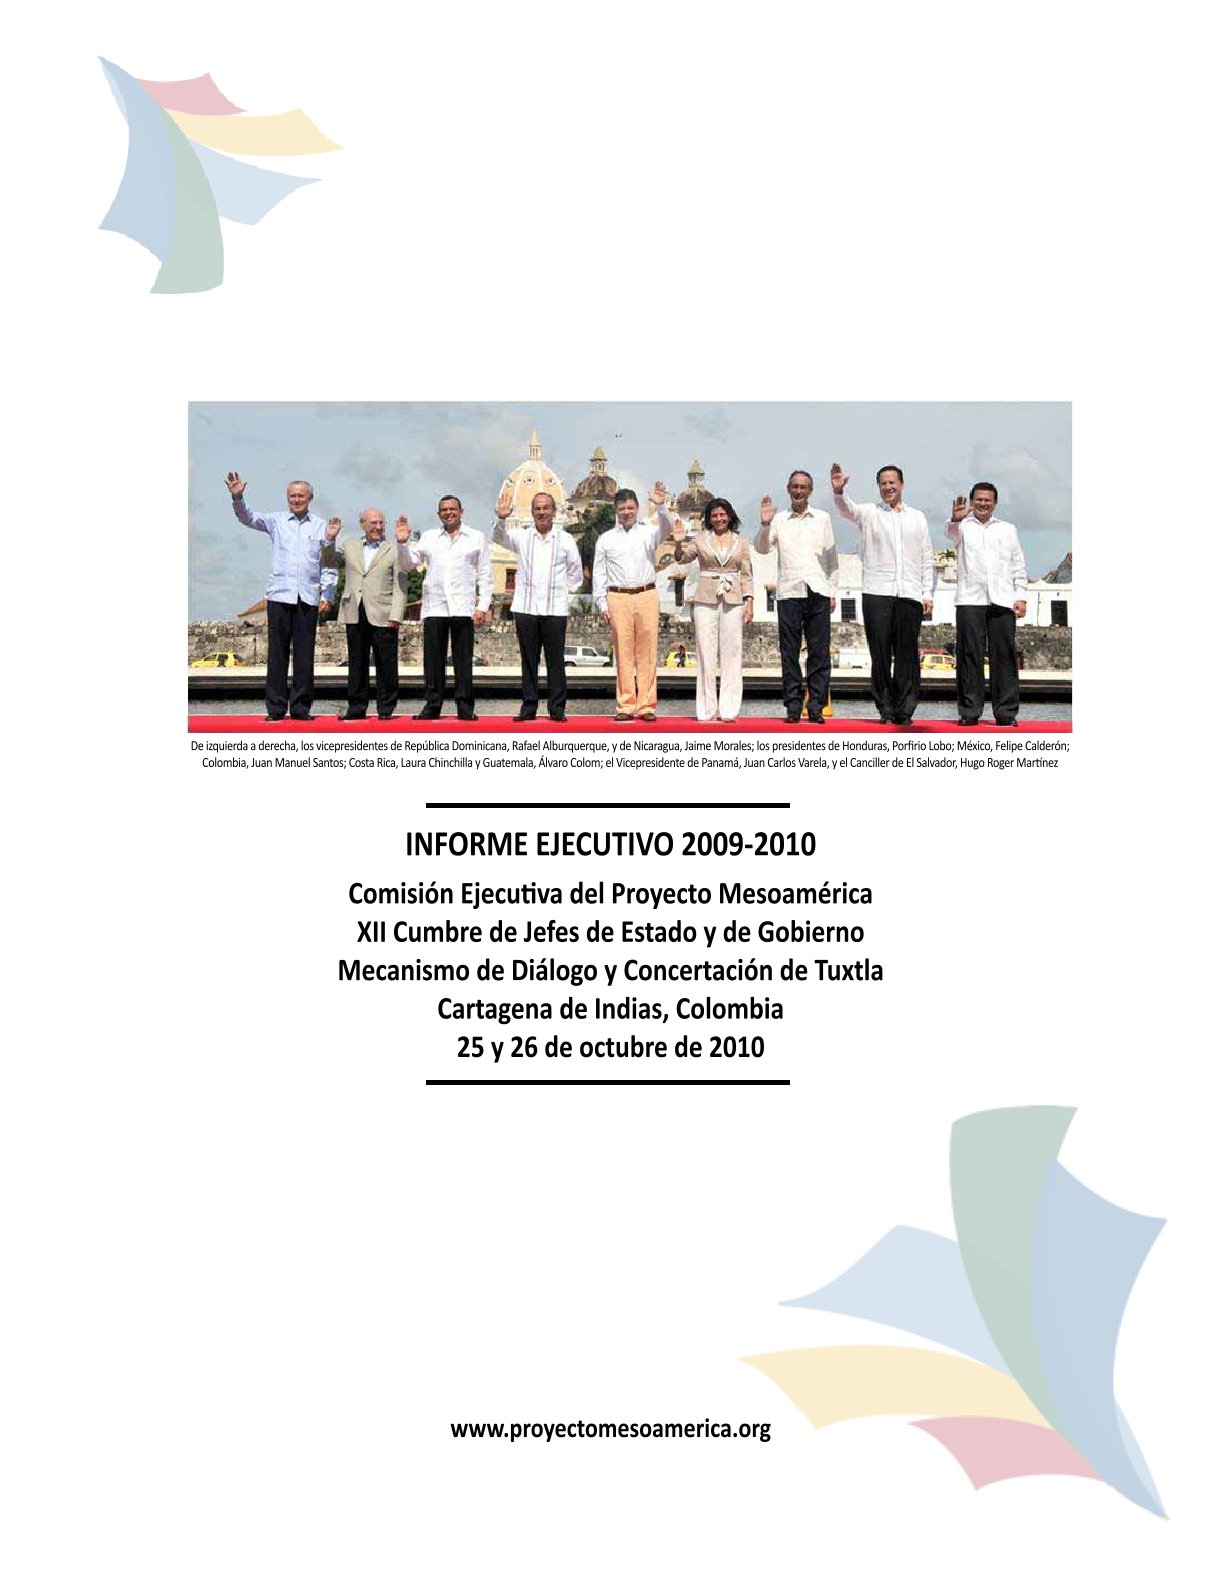 De izquierda a derecha, los vicepresidentes de República Dominicana, Rafael Alburquerque, y de Nicaragua, Jaime Morales; los presidentes de Honduras, Porfirio Lobo; México, Felipe Calderón;
Colombia, Juan Manuel Santos; Costa Rica, Laura Chinchilla y Guatemala, Álvaro Colom; el Vicepresidente de Panamá, Juan Carlos Varela, y el Canciller de El Salvador, Hugo Roger Martínez
INFORME EJECUTIVO 2009-2010
Comisión Ejecutiva del Proyecto Mesoamérica
XII Cumbre de Jefes de Estado y de Gobierno
Mecanismo de Diálogo y Concertación de Tuxtla
Cartagena de Indias, Colombia
25 y 26 de octubre de 2010
www.proyectomesoamerica.org